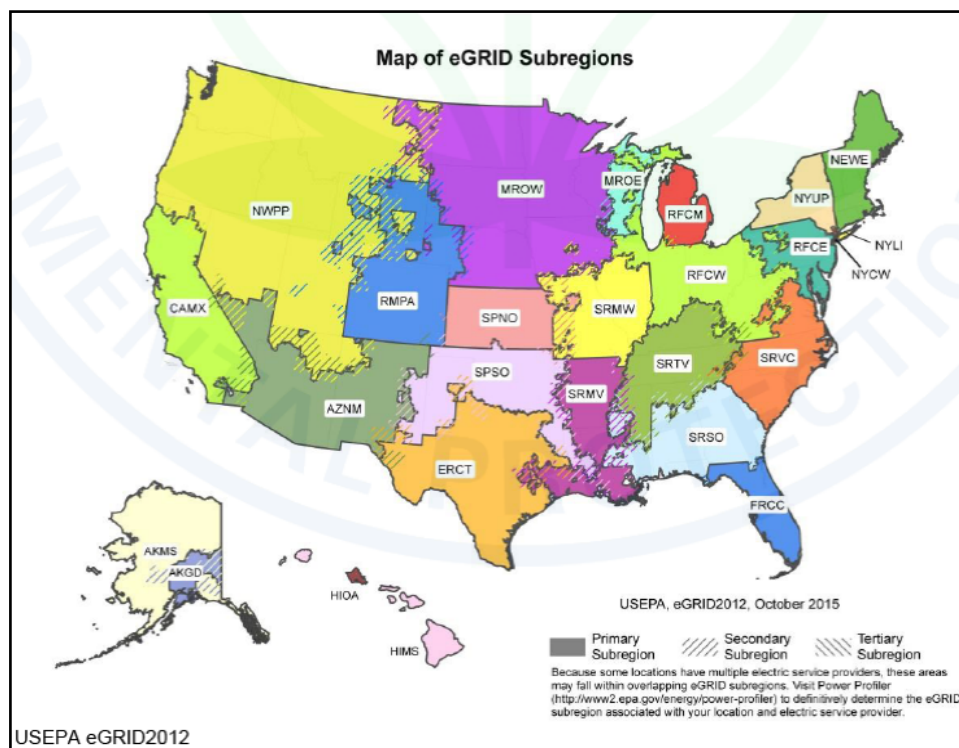 Map of eGRID Subregions
NEWE
MROE
NYUP
MROW
RFCM
NWPP
RFCE
NYLI
RFCW
NYCW
RMPA
CAMX
SRMW
SPNO
SRTV
SRVC
SPSO
SRMV
AZNM
SRSO
ERCT
FRCC
AKMS
AKGD
HIOA
HIMS
USEPA, eGRID2012, October 2015
Primary Subregion
Secondary Subregion
Tertiary Subregion
Because some locations have multiple electric service providers, these areas
may fall within overlapping eGRID subregions. Visit Power Profiler
(http://www2.epa.gov/energy/power-profiler) to definitively determine the eGRID
subregion associated with your location and electric service provider.
USEPA eGRID2012
ONMENTAL PROTECTIO